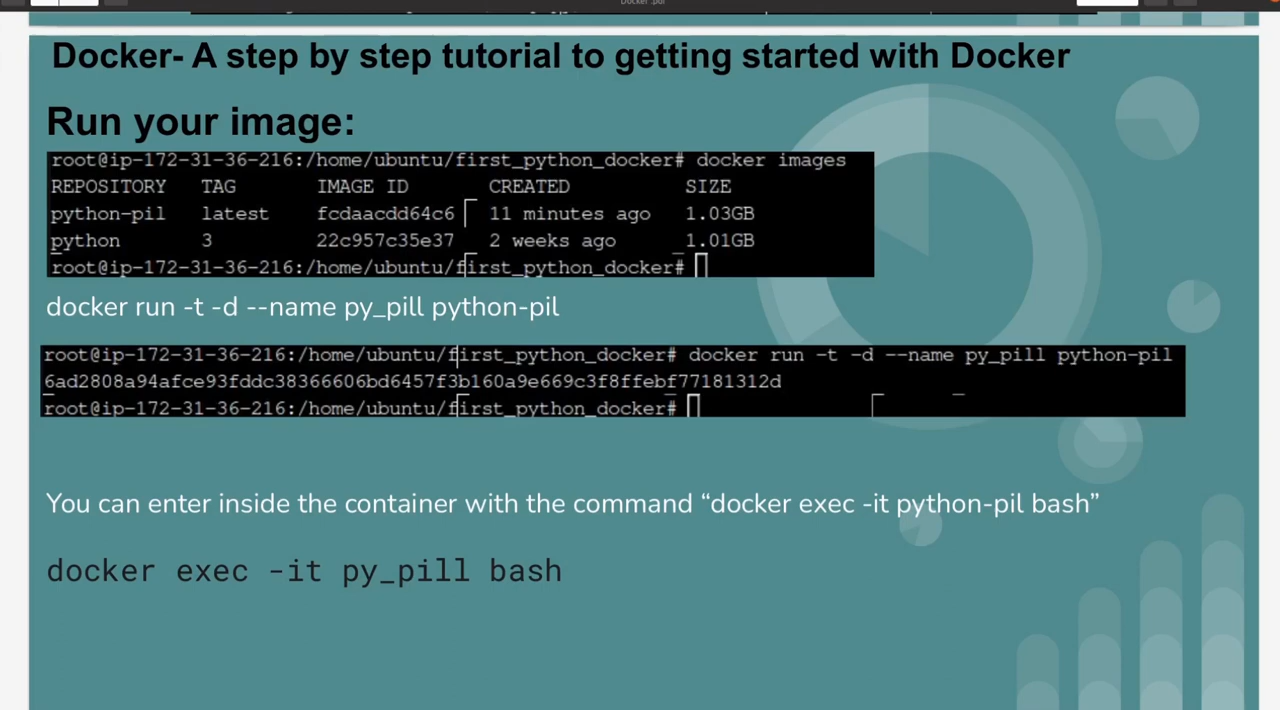 Docker- A step by step tutorial to getting started with Docker
Run your image:
root@ip-172-31-36-216:/home/ubuntu/first_python_docker# docker images
REPOSITORY TAG IMAGE ID CREATED SIZE
python-pil latest fcdaacdd64c6 11 minutes ago 1.03GB
python 3 22c957c35e37 2 weeks ago 1.01GB
root@ip-172-31-36-216:/home/ubuntu/first_python_docker#
docker run -t -d --name py_pill python-pil
root@ip-172-31-36-216:/home/ubuntu/first_python_docker# docker run -t -d --name py_pill python-pil
6ad2808a94afce93fddc38366606bd6457f3b160a9e669c3f8ffebf77181312d
root@ip-172-31-36-216:/home/ubuntu/first_python_docker#
You can enter inside the container with the command “docker exec -it python-pil bash”
docker exec -it py_pill bash